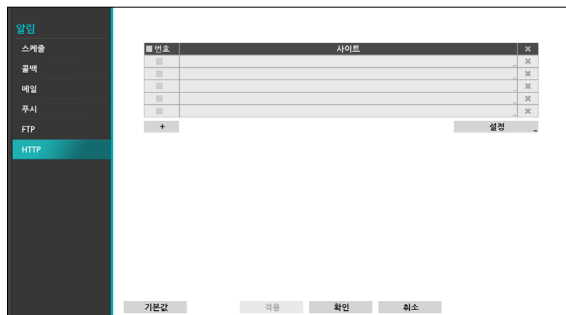 알림
스케줄
콜백
메일
푸시
FTP
HTTP
번호 사이트
+ 설정
기본값 적용 확인 취소